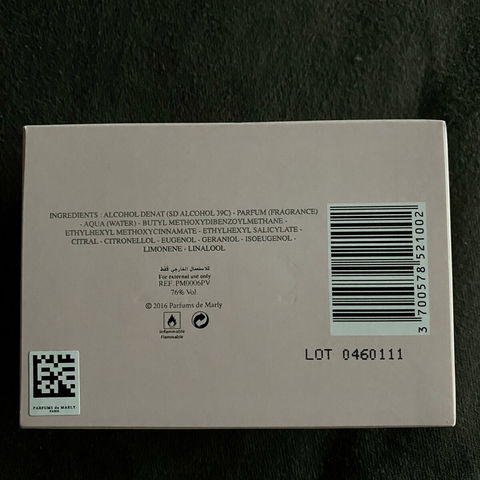 INGREDIENTS : ALCOHOL DENAT (SD ALCOHOL 39C) - PARFUM (FRAGRANCE)
- AQUA (WATER) - BUTYL METHOXYDIBENZOYLMETHANE -
ETHYLHEXYL METHOXYCINNAMATE - ETHYLHEXYL SALICYLATE -
CITRAL - CITRONELLOL - EUGENOL - GERANIOL - ISOEUGENOL -
LIMONENE - LINALOOL
للاستعمال الخارجي فقط
For external use only
REF. PM0006PV
76% Vol
© 2016 Parfums de Marly
Inflammable
Flammable
3 700578 521002
LOT 0460111
PARFUMS de MARLY
PARIS